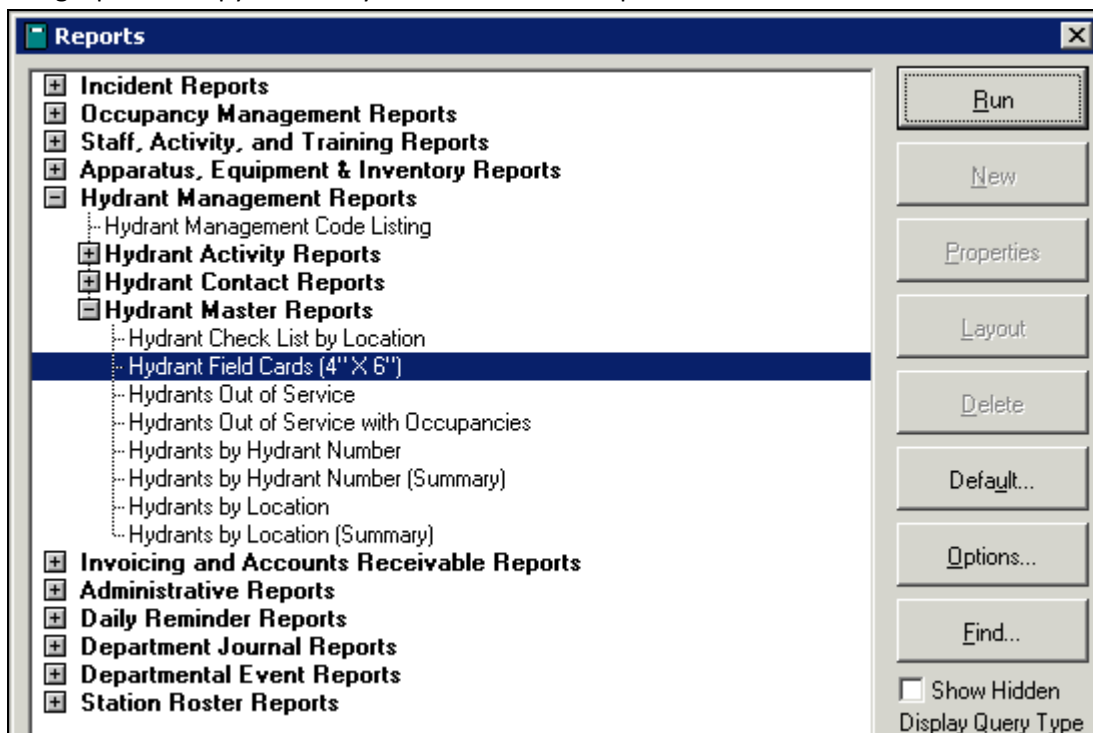 Reports
Incident Reports
Occupancy Management Reports
Staff, Activity, and Training Reports
Apparatus, Equipment & Inventory Reports
Hydrant Management Reports
Hydrant Management Code Listing
Hydrant Activity Reports
Hydrant Contact Reports
Hydrant Master Reports
Hydrant Check List by Location
Hydrant Field Cards (4" X 6")
Hydrants Out of Service
Hydrants Out of Service with Occupancies
Hydrants by Hydrant Number
Hydrants by Hydrant Number (Summary)
Hydrants by Location
Hydrants by Location (Summary)
Invoicing and Accounts Receivable Reports
Administrative Reports
Daily Reminder Reports
Department Journal Reports
Departmental Event Reports
Station Roster Reports
Run
New
Properties
Layout
Delete
Default...
Options...
Find...
Show Hidden
Display Query Type